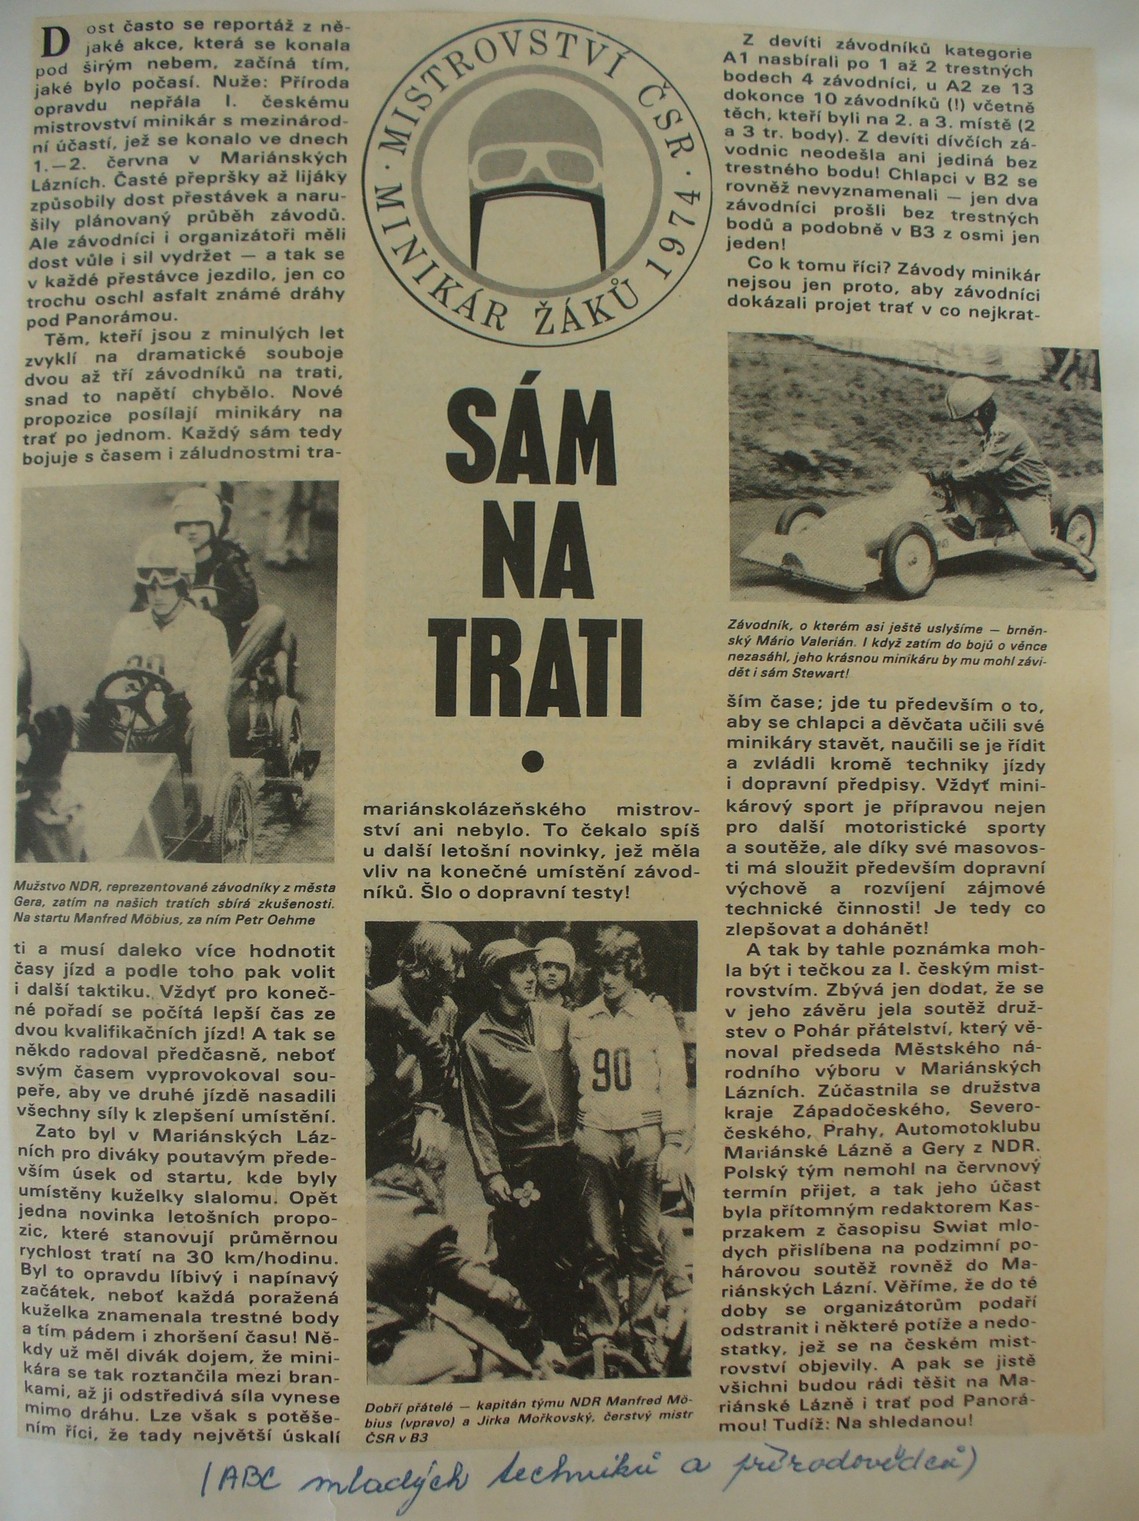 Dost často se reportáž z ně-
jaké akce, která se konala
pod širým nebem, začíná tím,
jaké bylo počasí. Nuže: Příroda
opravdu nepřála I. českému
mistrovství minikár s mezinárod-
ní účastí, jež se konalo ve dnech
1.—2. června v Mariánských
Lázních. Časté přepršky až lijáky
způsobily dost přestávek a naru-
šily plánovaný průběh závodů.
Ale závodníci i organizátoři měli
dost vůle i sil vydržet — a tak se
v každé přestávce jezdilo, jen co
trochu oschl asfalt známé dráhy
pod Panorámou.
Těm, kteří jsou z minulých let
zvyklí na dramatické souboje
dvou až tří závodníků na trati,
snad to napětí chybělo. Nové
propozice posílají minikáry na
trať po jednom. Každý sám tedy
bojuje s časem i záludnostmi tra-
Mužstvo NDR, reprezentované závodníky z města
Gera, zatím na našich tratích sbírá zkušenosti.
Na startu Manfred Möbius, za ním Petr Oehme
ti a musí daleko více hodnotit
časy jízd a podle toho pak volit
i další taktiku. Vždyť pro koneč-
né pořadí se počítá lepší čas ze
dvou kvalifikačních jízd! A tak se
někdo radoval předčasně, neboť
svým časem vyprovokoval sou-
peře, aby ve druhé jízdě nasadili
všechny síly k zlepšení umístění.
Zato byl v Mariánských Láz-
ních pro diváky poutavým přede-
vším úsek od startu, kde byly
umístěny kuželky slalomu. Opět
jedna novinka letošních propo-
zic, které stanovují průměrnou
rychlost tratí na 30 km/hodinu.
Byl to opravdu líbivý i napínavý
začátek, neboť každá poražená
kuželka znamenala trestné body
a tím pádem i zhoršení času! Ně-
kdy už měl divák dojem, že mini-
kára se tak roztančila mezi bran-
kami, až ji odstředivá síla vynese
mimo dráhu. Lze však s potěše-
ním říci, že tady největší úskalí
· MISTROVSTVÍ ČSR ·
MINIKÁR ŽÁKŮ 1974
SÁM
NA
TRATI
mariánskolázeňského mistrov-
ství ani nebylo. To čekalo spíš
u další letošní novinky, jež měla
vliv na konečné umístění závod-
níků. Šlo o dopravní testy!
90
Dobří přátelé — kapitán týmu NDR Manfred Mö-
bius (vpravo) a Jirka Mořkovský, čerstvý mistr
ČSR v B3
Z devíti závodníků kategorie
A1 nasbírali po 1 až 2 trestných
bodech 4 závodníci, u A2 ze 13
dokonce 10 závodníků (!) včetně
těch, kteří byli na 2. a 3. místě (2
a 3 tr. body). Z devíti dívčích zá-
vodnic neodešla ani jediná bez
trestného bodu! Chlapci v B2 se
rovněž nevyznamenali — jen dva
závodníci prošli bez trestných
bodů a podobně v B3 z osmi jen
jeden!
Co k tomu říci? Závody minikár
nejsou jen proto, aby závodníci
dokázali projet trať v co nejkrat-
Závodník, o kterém asi ještě uslyšíme — brněn-
ský Mário Valerián. I když zatím do bojů o věnce
nezasáhl, jeho krásnou minikáru by mu mohl závi-
dět i sám Stewart!
ším čase; jde tu především o to,
aby se chlapci a děvčata učili své
minikáry stavět, naučili se je řídit
a zvládli kromě techniky jízdy
i dopravní předpisy. Vždyť mini-
kárový sport je přípravou nejen
pro další motoristické sporty
a soutěže, ale díky své masovos-
ti má sloužit především dopravní
výchově a rozvíjení zájmové
technické činnosti! Je tedy co
zlepšovat a dohánět!
A tak by tahle poznámka moh-
la být i tečkou za I. českým mist-
rovstvím. Zbývá jen dodat, že se
v jeho závěru jela soutěž druž-
stev o Pohár přátelství, který vě-
noval předseda Městského ná-
rodního výboru v Mariánských
Lázních. Zúčastnila se družstva
kraje Západočeského, Severo-
českého, Prahy, Automotoklubu
Mariánské Lázně a Gery z NDR.
Polský tým nemohl na červnový
termín přijet, a tak jeho účast
byla přítomným redaktorem Kas-
przakem z časopisu Swiat mlo-
dych přislíbena na podzimní po-
hárovou soutěž rovněž do Ma-
riánských Lázní. Věříme, že do té
doby se organizátorům podaří
odstranit i některé potíže a nedo-
statky, jež se na českém mist-
rovství objevily. A pak se jistě
všichni budou rádi těšit na Ma-
riánské Lázně i trať pod Panorá-
mou! Tudíž: Na shledanou!
(ABC mladých techniků a přírodovědců)